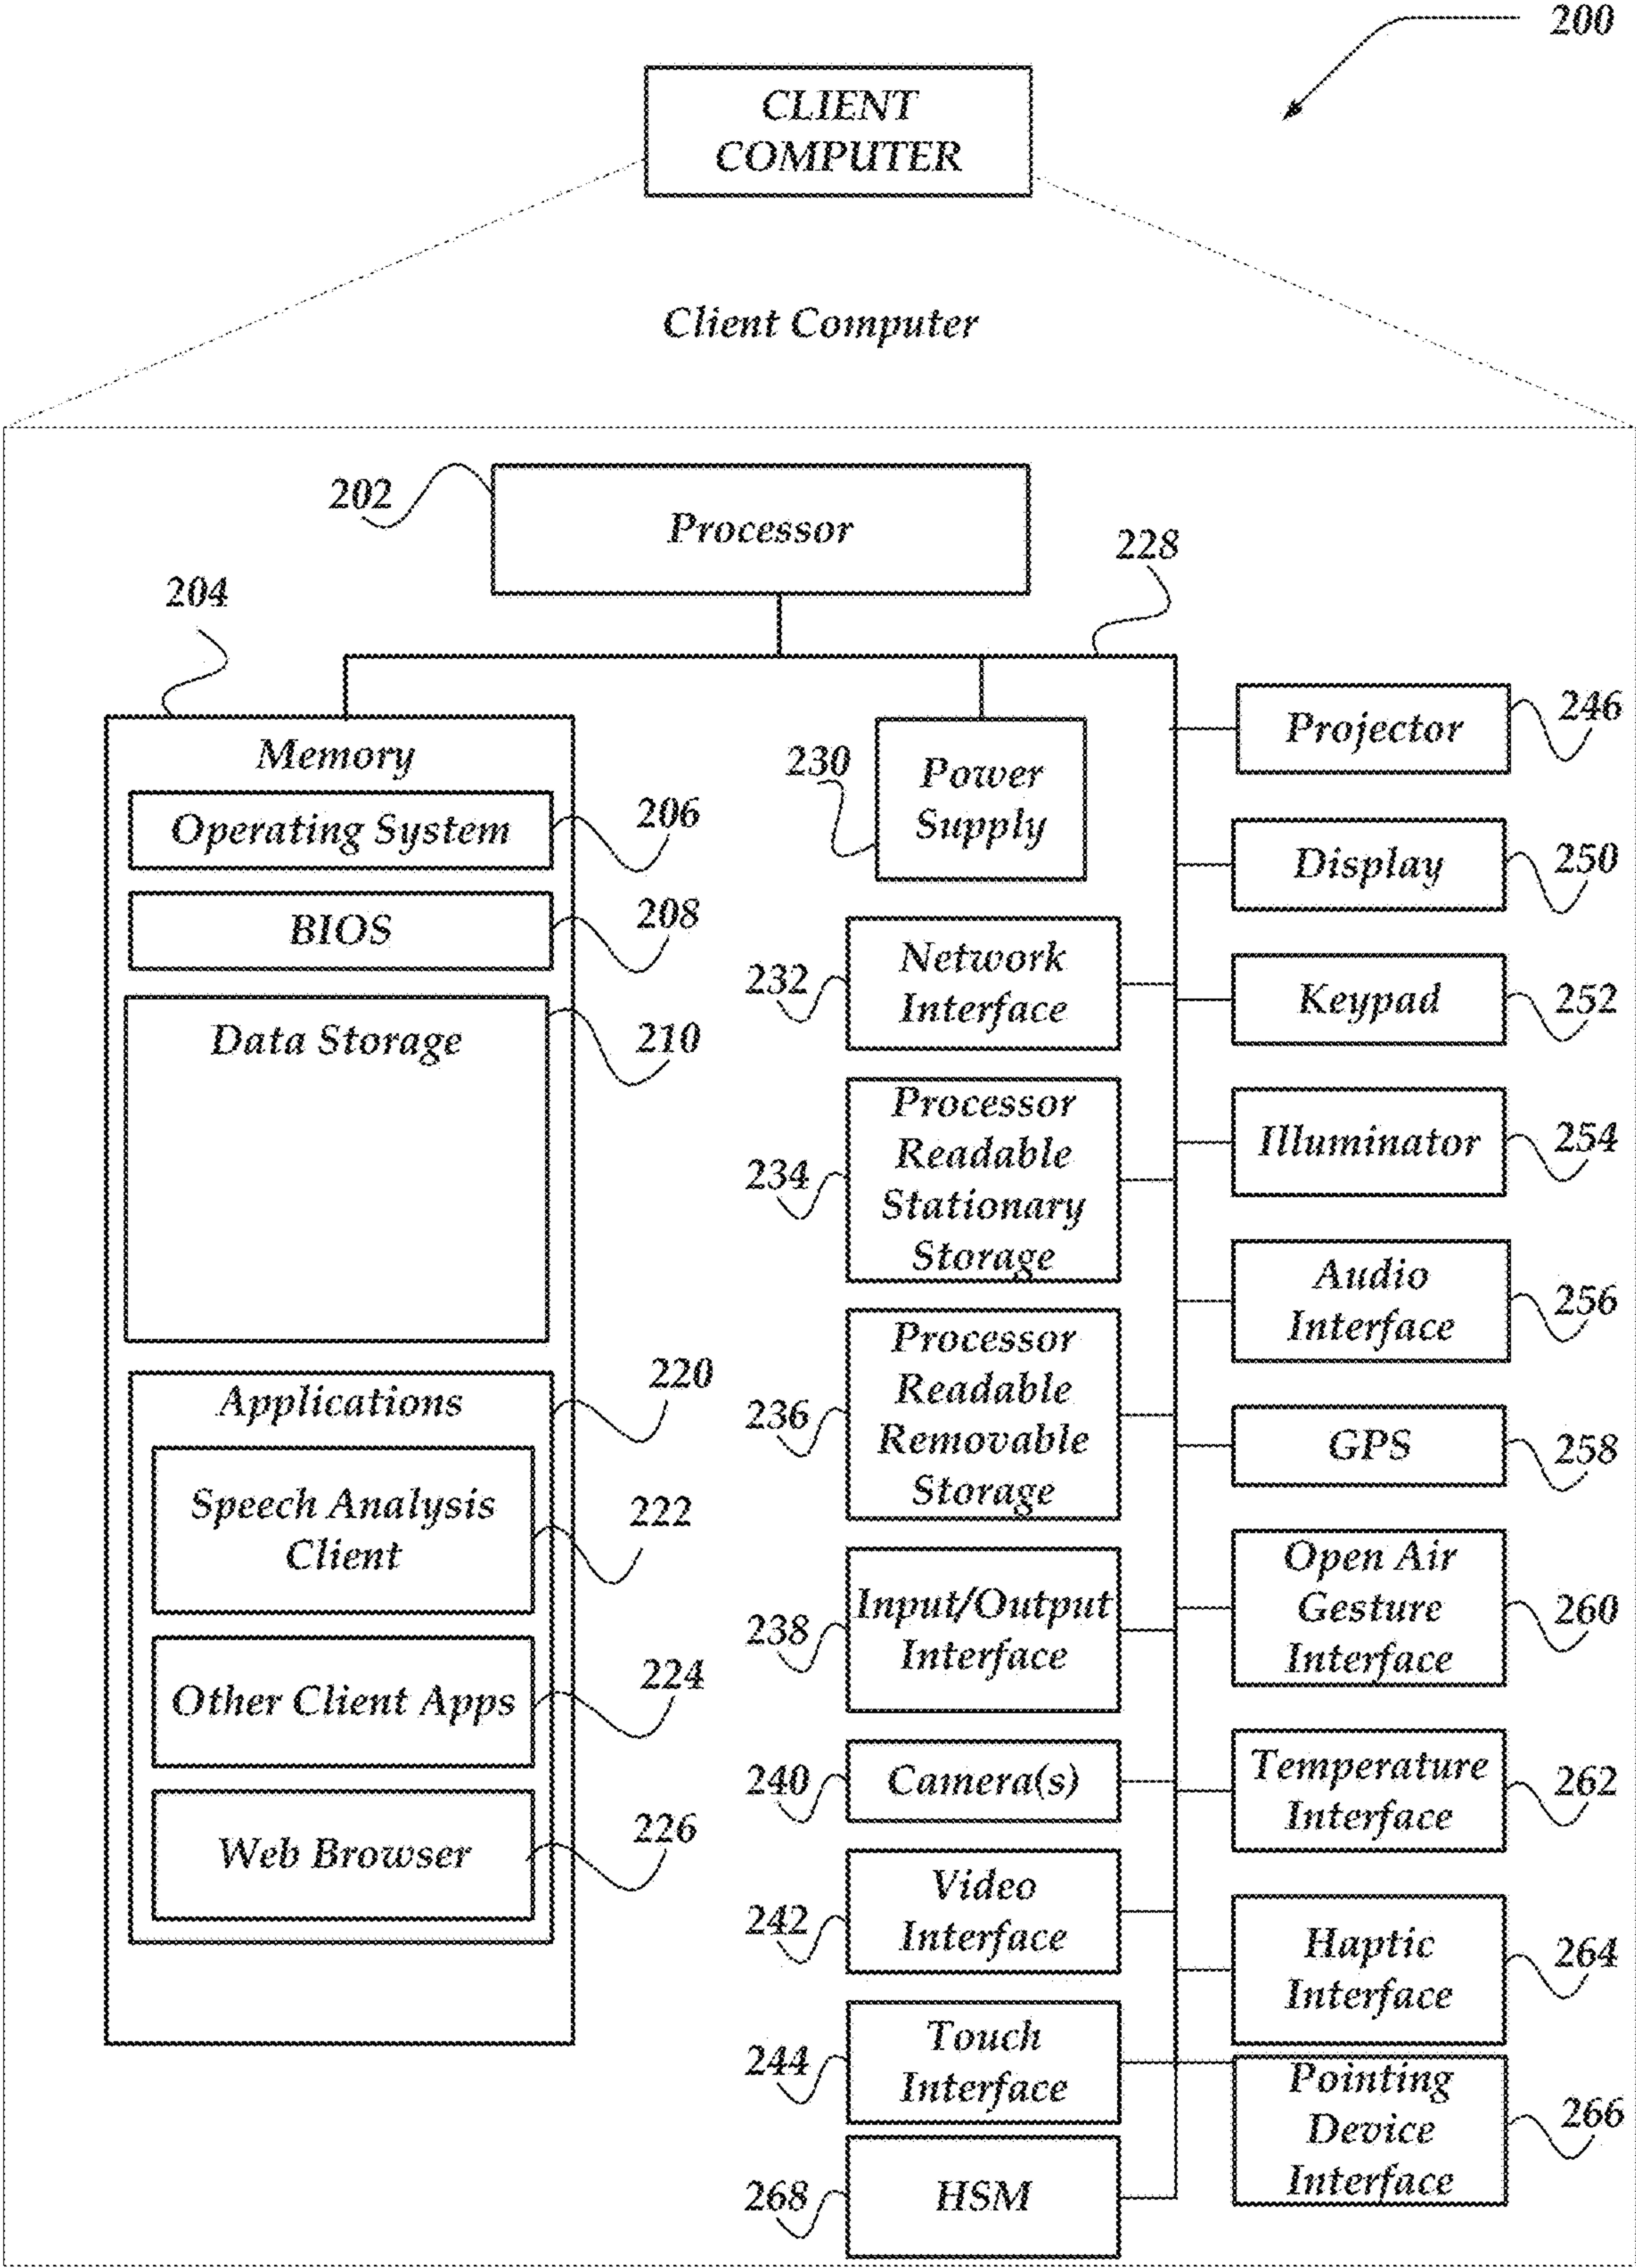 200
CLIENT
COMPUTER
Client Computer
202
Processor
228
204
Memory
Operating System
206
BIOS
208
Data Storage
210
Applications
220
Speech Analysis
Client
222
Other Client Apps
224
Web Browser
226
230
Power
Supply
232
Network
Interface
234
Processor
Readable
Stationary
Storage
236
Processor
Readable
Removable
Storage
238
Input/Output
Interface
240
Camera(s)
242
Video
Interface
244
Touch
Interface
268
HSM
Projector
246
Display
250
Keypad
252
Illuminator
254
Audio
Interface
256
GPS
258
Open Air
Gesture
Interface
260
Temperature
Interface
262
Haptic
Interface
264
Pointing
Device
Interface
266